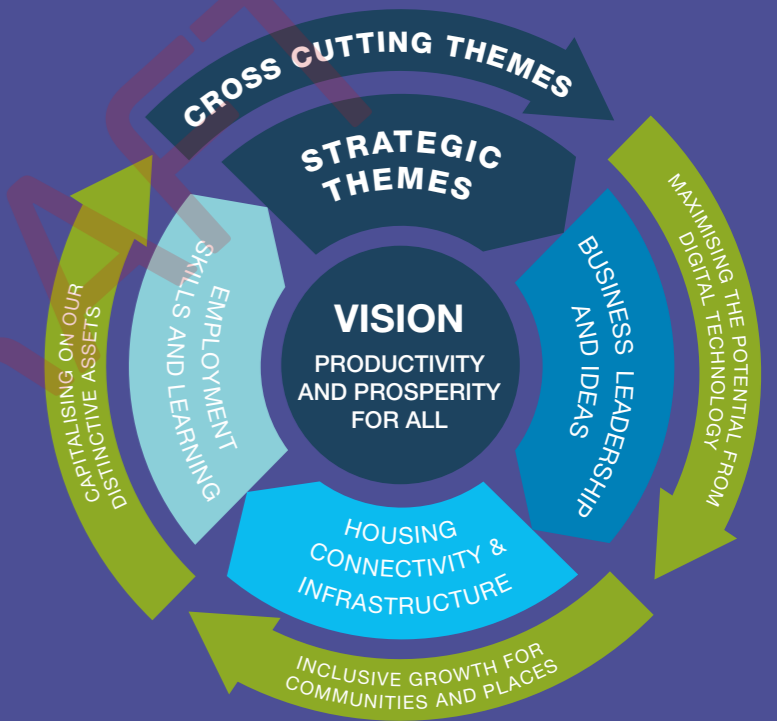 CROSS CUTTING THEMES
STRATEGIC
THEMES
MAXIMISING THE POTENTIAL FROM
DIGITAL TECHNOLOGY
BUSINESS LEADERSHIP
AND IDEAS
VISION
PRODUCTIVITY
AND PROSPERITY
FOR ALL
EMPLOYMENT
SKILLS AND LEARNING
CAPITALISING ON OUR
DISTINCTIVE ASSETS
HOUSING
CONNECTIVITY &
INFRASTRUCTURE
INCLUSIVE GROWTH FOR
COMMUNITIES AND PLACES